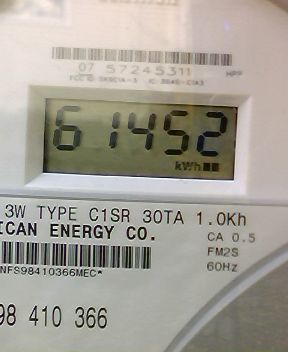 07 57245311 HPP
61452
kWh
3W TYPE C1SR 30TA 1.0Kh
ICAN ENERGY CO.
CA 0.5
FM2S
60Hz
NFS98410366MEC*
98 410 366